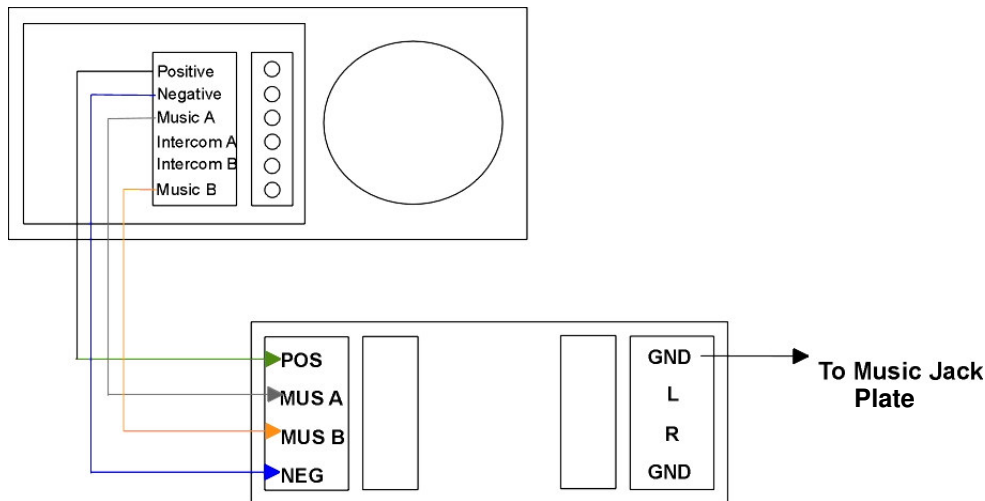 Positive
Negative
Music A
Intercom A
Intercom B
Music B
POS
MUS A
MUS B
NEG
GND
L
R
GND
To Music Jack
Plate